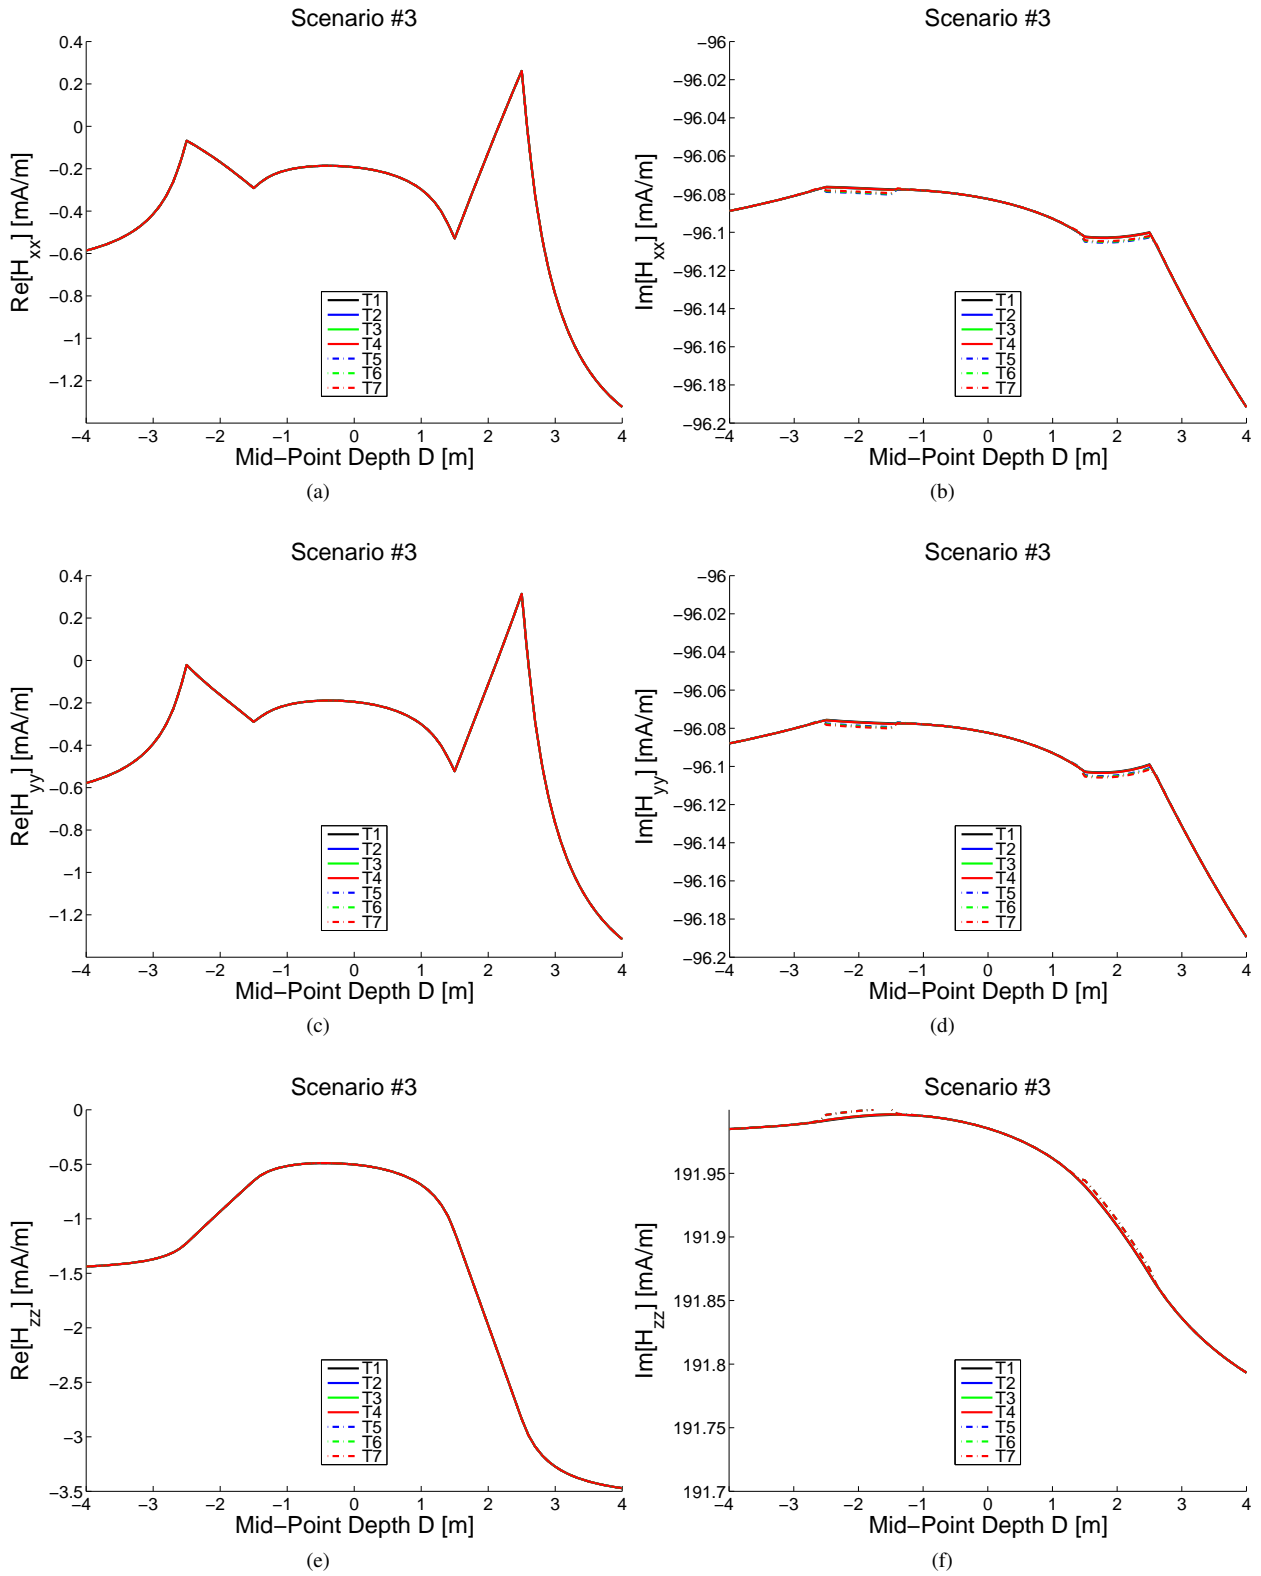 Scenario #3
0.4
0.2
0
−0.2
−0.4
−0.6
−0.8
−1
−1.2
Re[H_xx] [mA/m]
T1
T2
T3
T4
T5
T6
T7
−4 −3 −2 −1 0 1 2 3 4
Mid−Point Depth D [m]
(a)
Scenario #3
−96
−96.02
−96.04
−96.06
−96.08
−96.1
−96.12
−96.14
−96.16
−96.18
−96.2
Im[H_xx] [mA/m]
T1
T2
T3
T4
T5
T6
T7
−4 −3 −2 −1 0 1 2 3 4
Mid−Point Depth D [m]
(b)
Scenario #3
0.4
0.2
0
−0.2
−0.4
−0.6
−0.8
−1
−1.2
Re[H_yy] [mA/m]
T1
T2
T3
T4
T5
T6
T7
−4 −3 −2 −1 0 1 2 3 4
Mid−Point Depth D [m]
(c)
Scenario #3
−96
−96.02
−96.04
−96.06
−96.08
−96.1
−96.12
−96.14
−96.16
−96.18
−96.2
Im[H_yy] [mA/m]
T1
T2
T3
T4
T5
T6
T7
−4 −3 −2 −1 0 1 2 3 4
Mid−Point Depth D [m]
(d)
Scenario #3
0
−0.5
−1
−1.5
−2
−2.5
−3
−3.5
Re[H_zz] [mA/m]
T1
T2
T3
T4
T5
T6
T7
−4 −3 −2 −1 0 1 2 3 4
Mid−Point Depth D [m]
(e)
Scenario #3
191.95
191.9
191.85
191.8
191.75
191.7
Im[H_zz] [mA/m]
T1
T2
T3
T4
T5
T6
T7
−4 −3 −2 −1 0 1 2 3 4
Mid−Point Depth D [m]
(f)